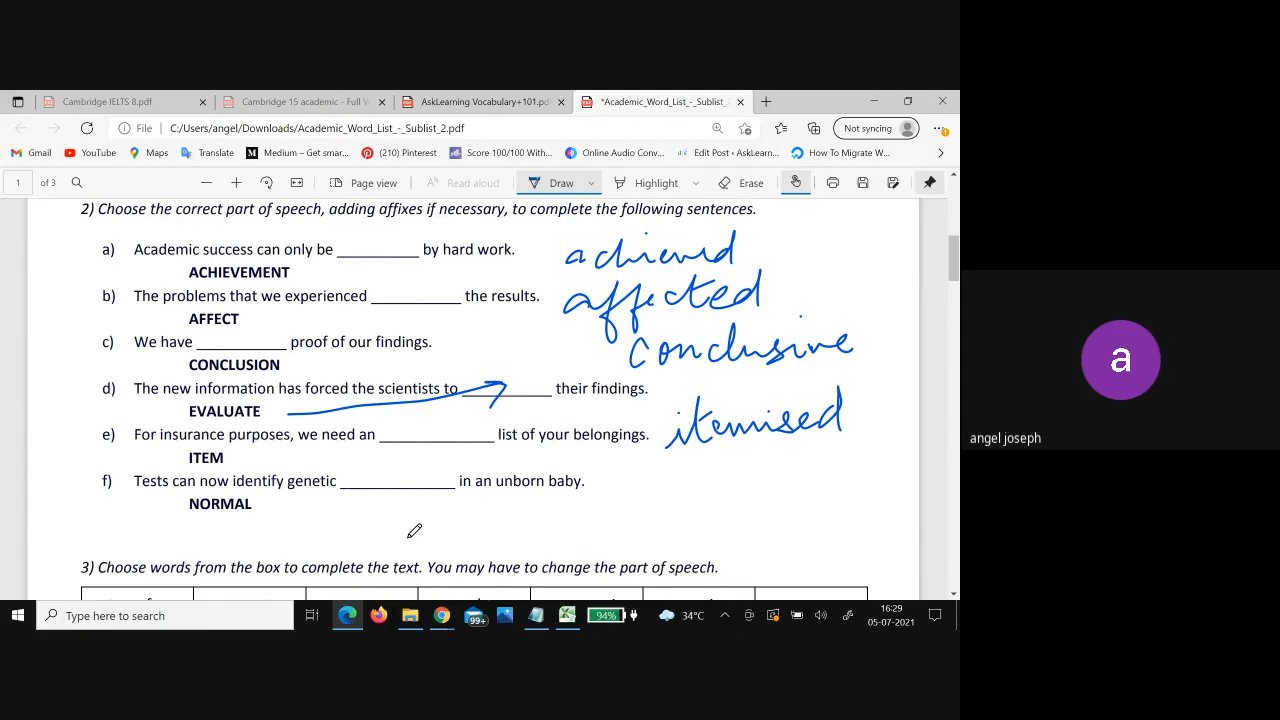 Cambridge IELTS 8.pdf
Cambridge 15 academic - Full V
AskLearning Vocabulary+101.pdf
*Academic_Word_List_-_Sublist_2
File
C:/Users/angel/Downloads/Academic_Word_List_-_Sublist_2.pdf
Not syncing
Gmail YouTube Maps Translate Medium – Get smar... (210) Pinterest Score 100/100 With... Online Audio Conv... Edit Post ‹ AskLearn... How To Migrate W...
1 of 3 Page view Read aloud Draw Highlight Erase
2) Choose the correct part of speech, adding affixes if necessary, to complete the following sentences.
a) Academic success can only be __________ by hard work. achieved
ACHIEVEMENT
b) The problems that we experienced ___________ the results. affected
AFFECT
c) We have ___________ proof of our findings. conclusive
CONCLUSION
d) The new information has forced the scientists to ___________ their findings.
EVALUATE
e) For insurance purposes, we need an ______________ list of your belongings. itemised
ITEM
f) Tests can now identify genetic ______________ in an unborn baby.
NORMAL
3) Choose words from the box to complete the text. You may have to change the part of speech.
a
angel joseph
Type here to search
99+
94%
34°C
16:29
05-07-2021